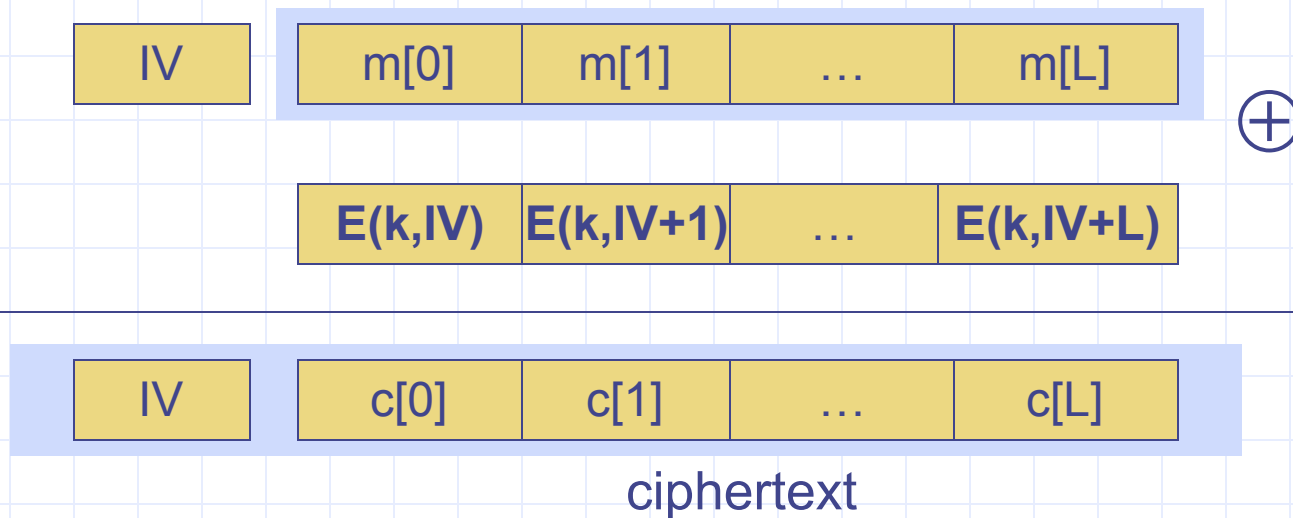 IV m[0] m[1] … m[L]
⊕
E(k,IV) E(k,IV+1) … E(k,IV+L)
IV c[0] c[1] … c[L]
ciphertext